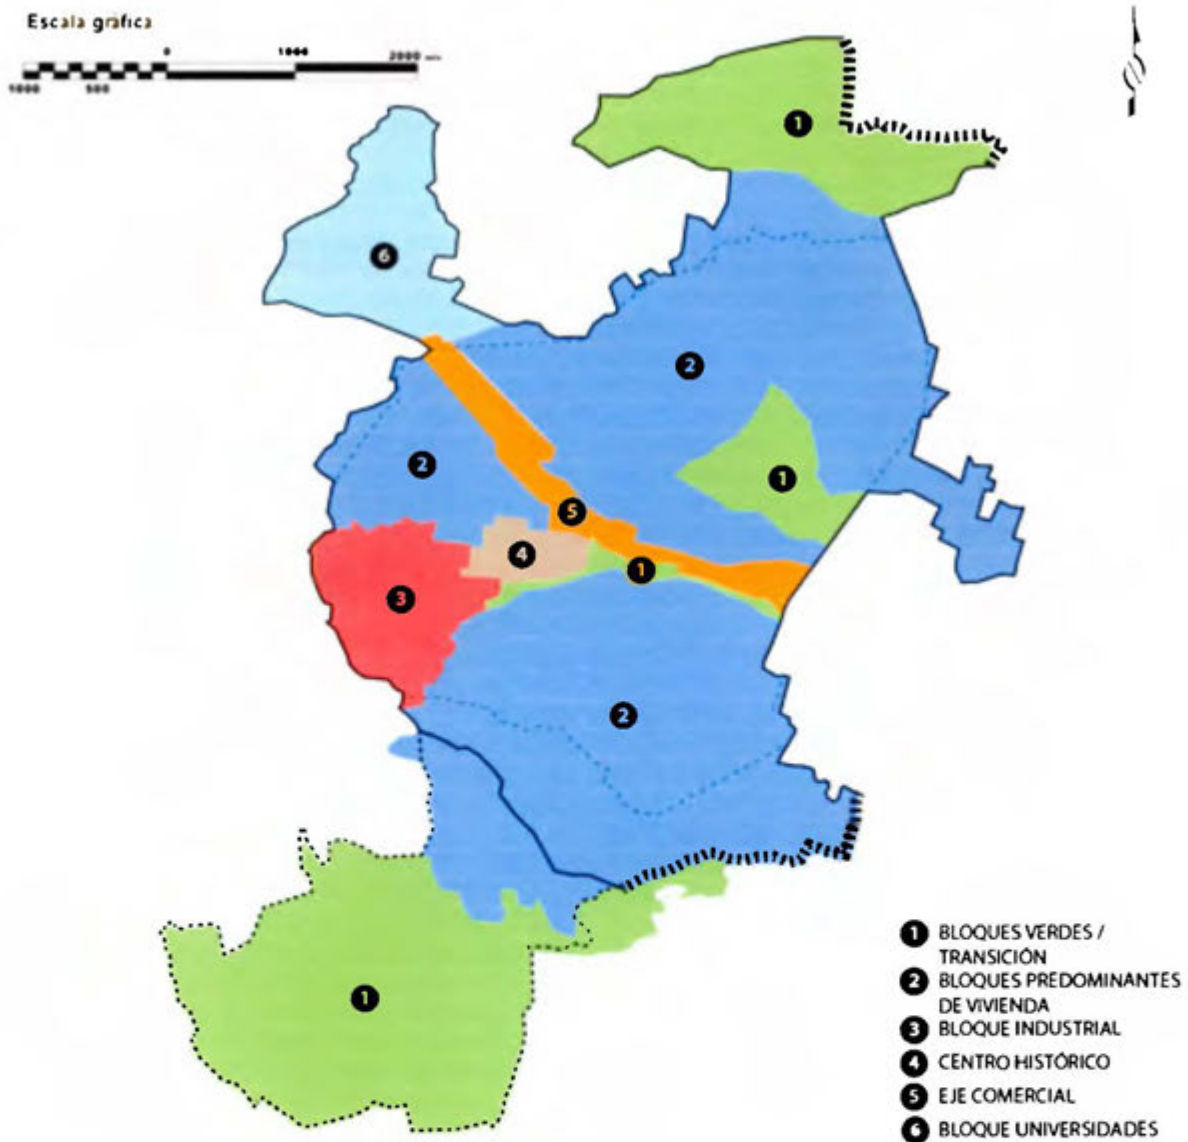 Escala gráfica
0 1000 2000 mts
1000 500
1
6
2
2
1
5
4
1
3
2
1
1 BLOQUES VERDES /
TRANSICIÓN
2 BLOQUES PREDOMINANTES
DE VIVIENDA
3 BLOQUE INDUSTRIAL
4 CENTRO HISTÓRICO
5 EJE COMERCIAL
6 BLOQUE UNIVERSIDADES